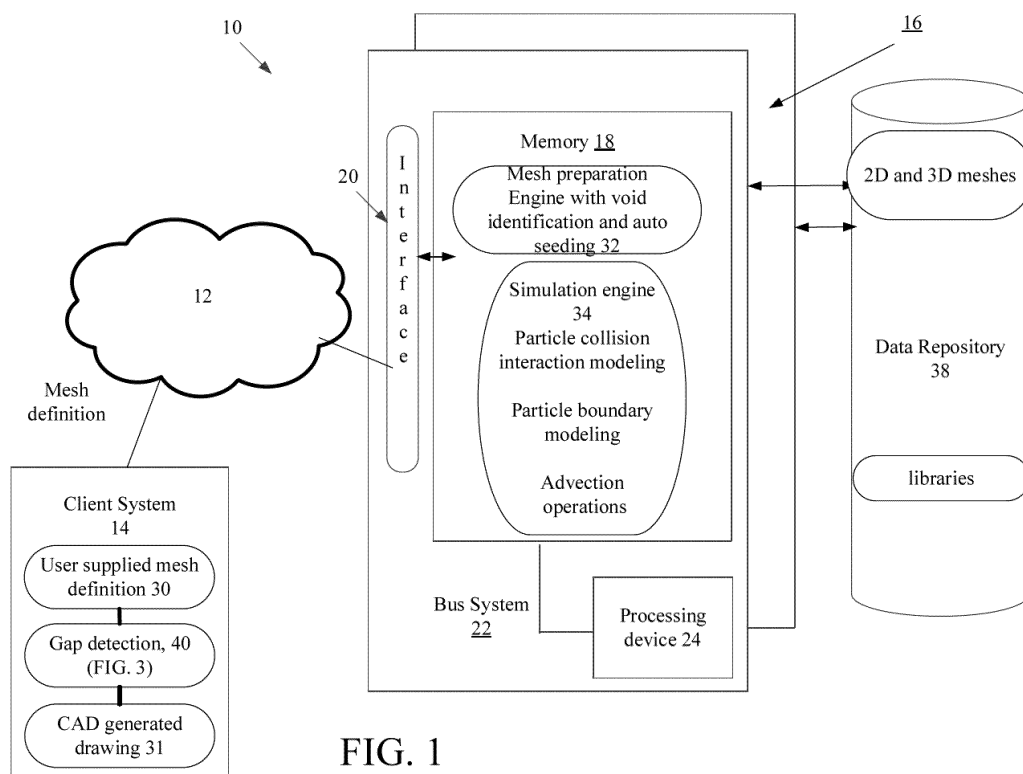 10
16
20
I
n
t
e
r
f
a
c
e
Memory 18
Mesh preparation
Engine with void
identification and auto
seeding 32
Simulation engine
34
Particle collision
interaction modeling
Particle boundary
modeling
Advection
operations
2D and 3D meshes
Data Repository
38
libraries
12
Mesh
definition
Client System
14
User supplied mesh
definition 30
Gap detection, 40
(FIG. 3)
CAD generated
drawing 31
Bus System
22
Processing
device 24
FIG. 1